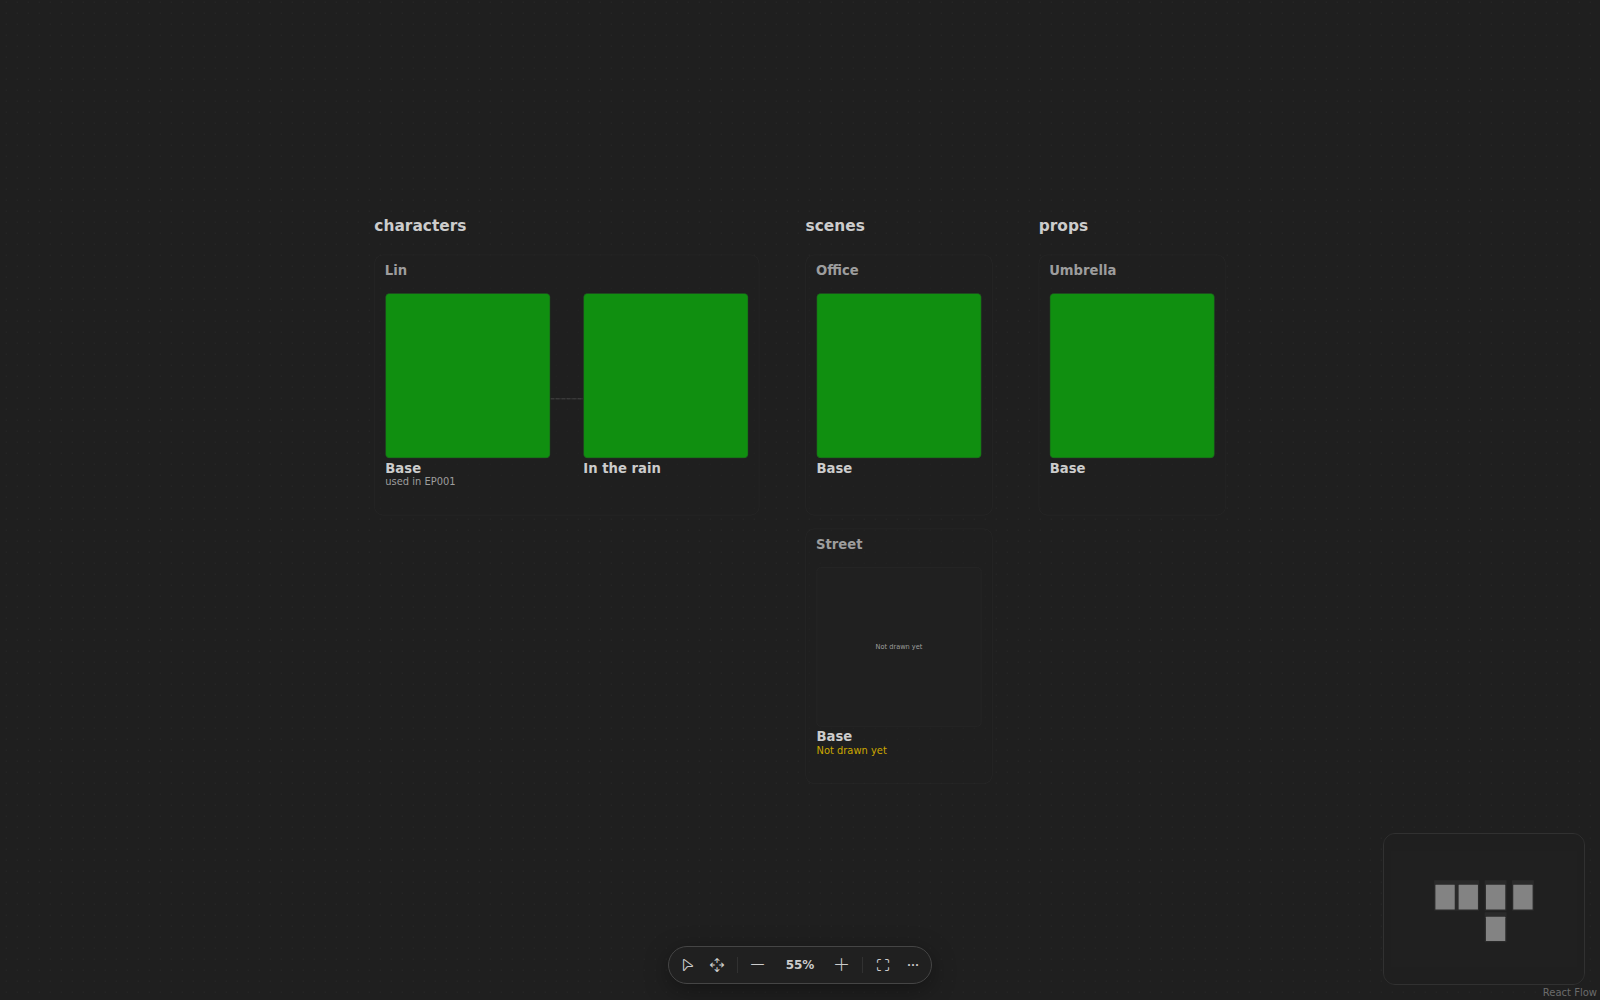 characters
Lin
Base
used in EP001
In the rain
scenes
Office
Base
Street
Not drawn yet
Base
Not drawn yet
props
Umbrella
Base
55%
React Flow